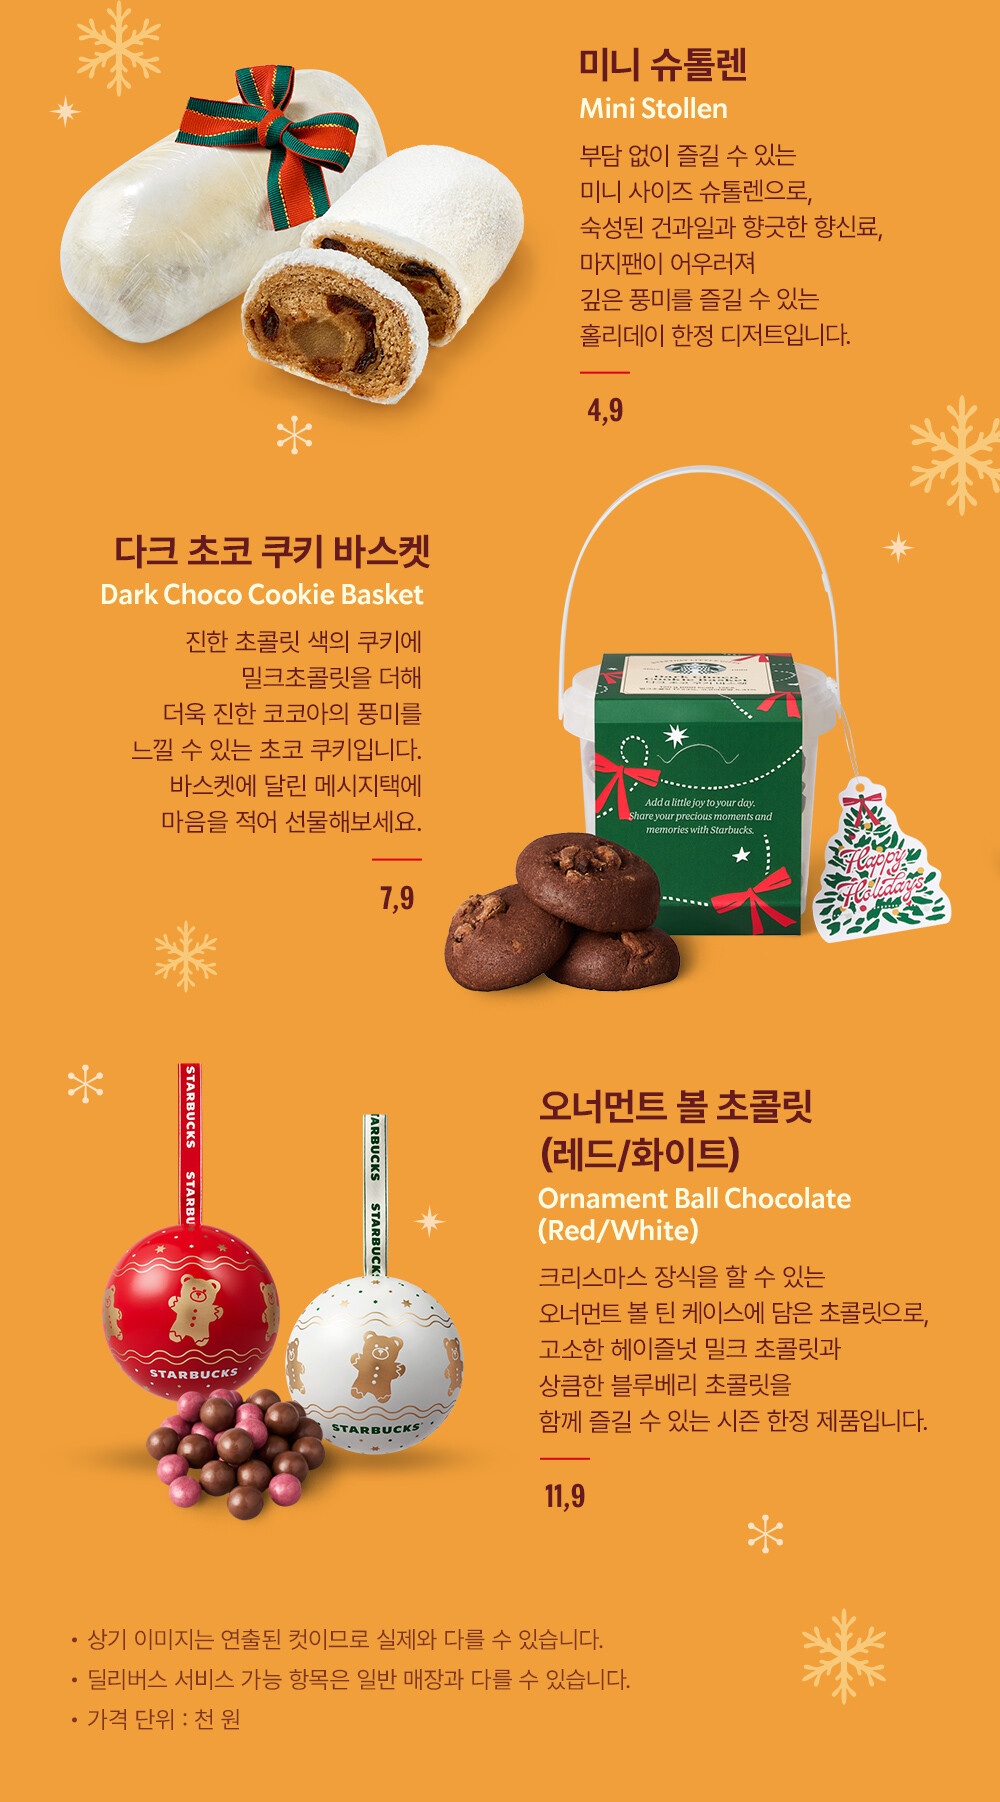 미니 슈톨렌
Mini Stollen
부담 없이 즐길 수 있는
미니 사이즈 슈톨렌으로,
숙성된 건과일과 향긋한 향신료,
마지팬이 어우러져
깊은 풍미를 즐길 수 있는
홀리데이 한정 디저트입니다.
4,9
다크 초코 쿠키 바스켓
Dark Choco Cookie Basket
진한 초콜릿 색의 쿠키에
밀크초콜릿을 더해
더욱 진한 코코아의 풍미를
느낄 수 있는 초코 쿠키입니다.
바스켓에 달린 메시지택에
마음을 적어 선물해보세요.
7,9
Dark Choco
Cookie Basket
Add a little joy to your day.
Share your precious moments and
memories with Starbucks.
Happy
Holidays
STARBUCKS
STARBU
TARBUCKS
STARBUCKS
STARBUCKS
STARBUCKS
오너먼트 볼 초콜릿
(레드/화이트)
Ornament Ball Chocolate
(Red/White)
크리스마스 장식을 할 수 있는
오너먼트 볼 틴 케이스에 담은 초콜릿으로,
고소한 헤이즐넛 밀크 초콜릿과
상큼한 블루베리 초콜릿을
함께 즐길 수 있는 시즌 한정 제품입니다.
11,9
• 상기 이미지는 연출된 컷이므로 실제와 다를 수 있습니다.
• 딜리버스 서비스 가능 항목은 일반 매장과 다를 수 있습니다.
• 가격 단위 : 천 원